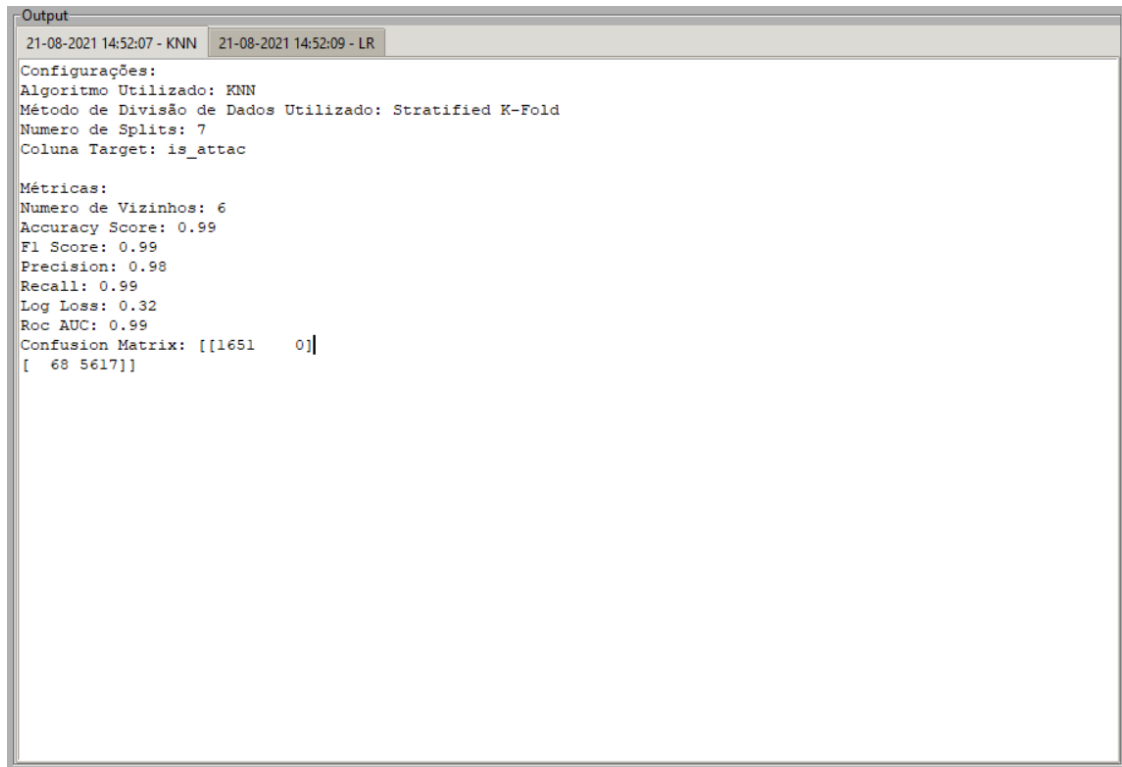 Output
21-08-2021 14:52:07 - KNN 21-08-2021 14:52:09 - LR
Configurações:
Algoritmo Utilizado: KNN
Método de Divisão de Dados Utilizado: Stratified K-Fold
Numero de Splits: 7
Coluna Target: is_attac
Métricas:
Numero de Vizinhos: 6
Accuracy Score: 0.99
F1 Score: 0.99
Precision: 0.98
Recall: 0.99
Log Loss: 0.32
Roc AUC: 0.99
Confusion Matrix: [[1651    0]
[  68 5617]]